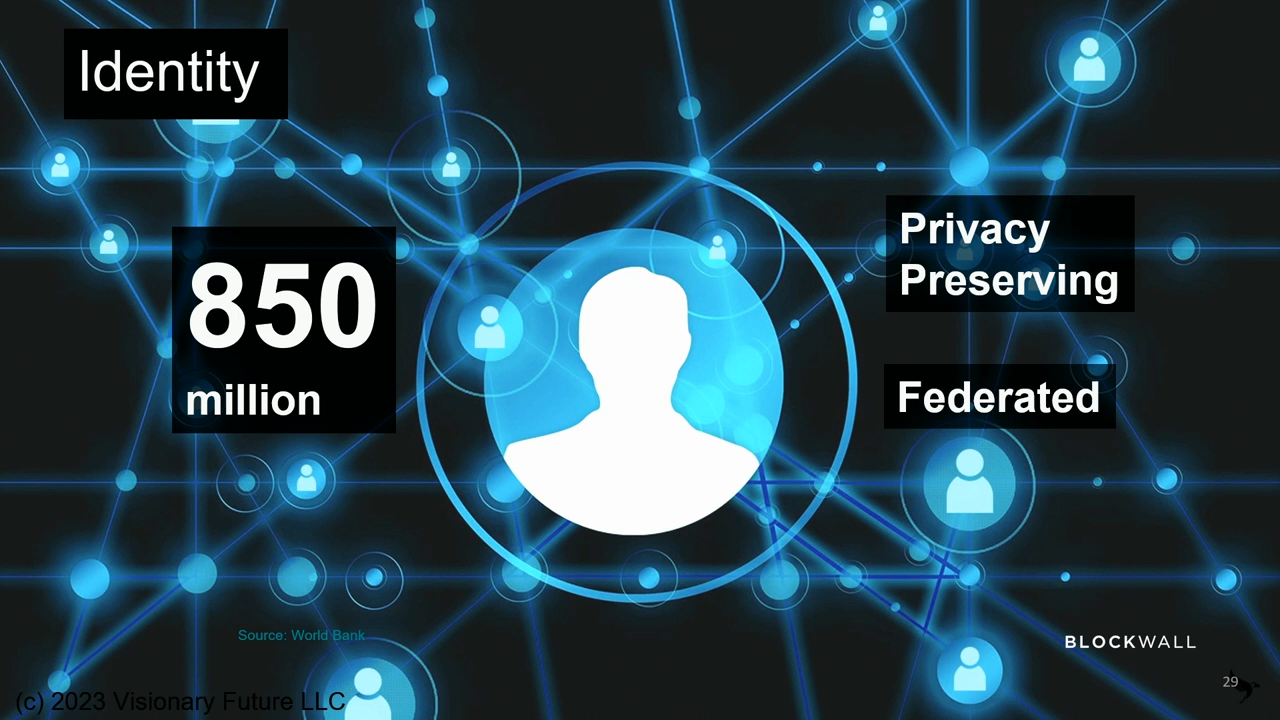 Identity
850
million
Privacy
Preserving
Federated
Source: World Bank
BLOCKWALL
(c) 2023 Visionary Future LLC
29